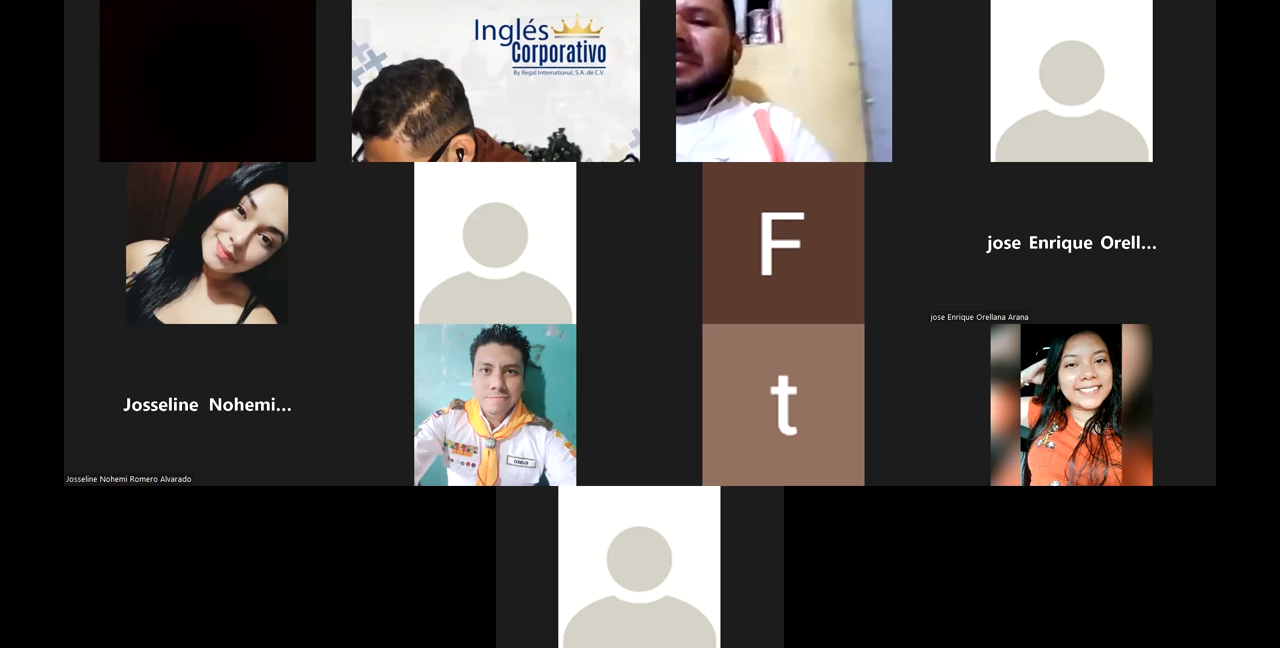 Inglés
Corporativo
By Regal International, S.A. de C.V.
F
jose Enrique Orell...
jose Enrique Orellana Arana
Josseline Nohemi...
t
Josseline Nohemi Romero Alvarado